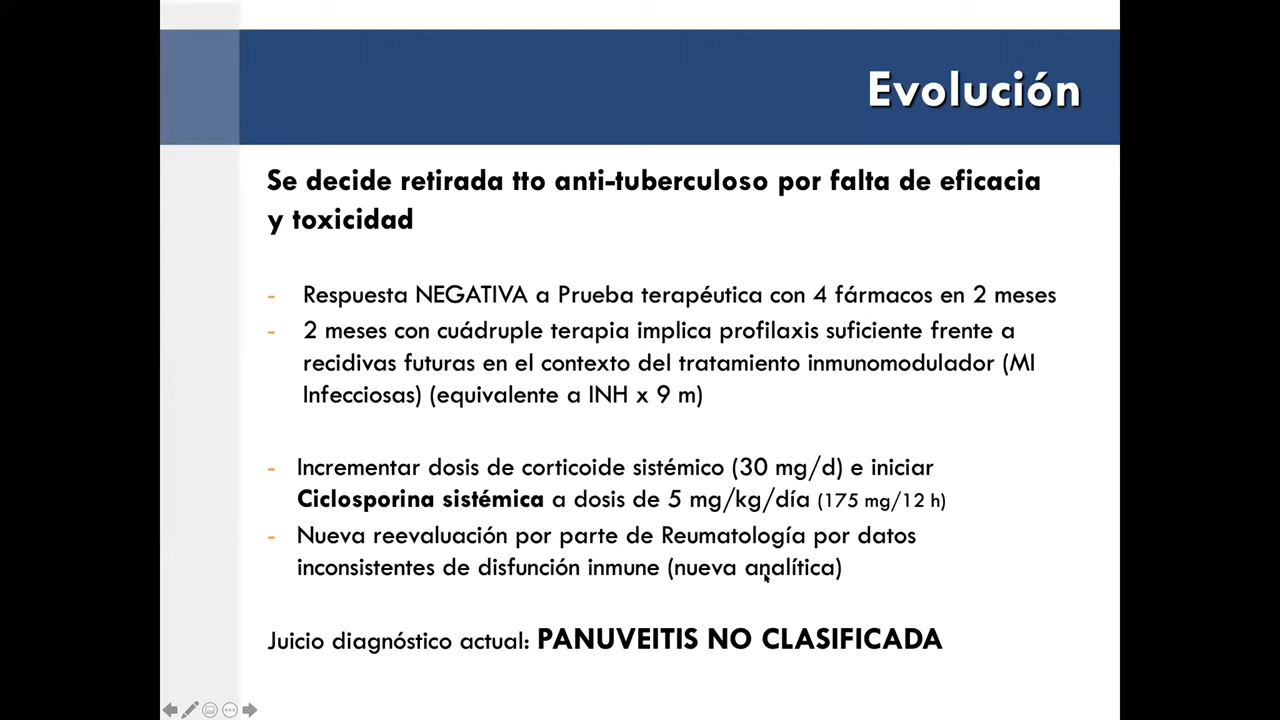 Evolución
Se decide retirada tto anti-tuberculoso por falta de eficacia
y toxicidad
- Respuesta NEGATIVA a Prueba terapéutica con 4 fármacos en 2 meses
- 2 meses con cuádruple terapia implica profilaxis suficiente frente a
recidivas futuras en el contexto del tratamiento inmunomodulador (MI
Infecciosas) (equivalente a INH x 9 m)
- Incrementar dosis de corticoide sistémico (30 mg/d) e iniciar
Ciclosporina sistémica a dosis de 5 mg/kg/día (175 mg/12 h)
- Nueva reevaluación por parte de Reumatología por datos
inconsistentes de disfunción inmune (nueva analítica)
Juicio diagnóstico actual: PANUVEITIS NO CLASIFICADA